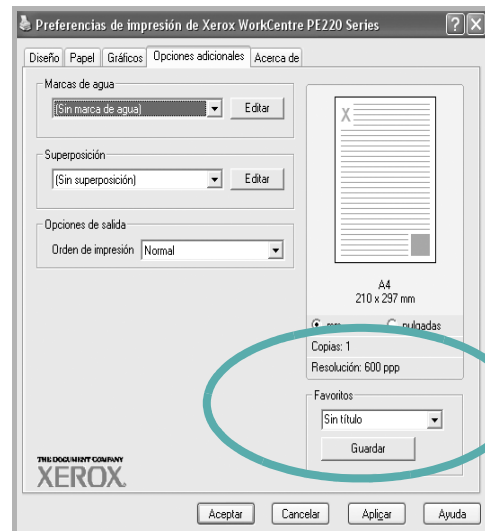 Preferencias de impresión de Xerox WorkCentre PE220 Series
Diseño Papel Gráficos Opciones adicionales Acerca de
Marcas de agua
(Sin marca de agua) Editar
Superposición
(Sin superposición) Editar
Opciones de salida
Orden de impresión Normal
X
A4
210 x 297 mm
mm pulgadas
Copias: 1
Resolución: 600 ppp
Favoritos
Sin título
Guardar
THE DOCUMENT COMPANY
XEROX.
Aceptar Cancelar Aplicar Ayuda